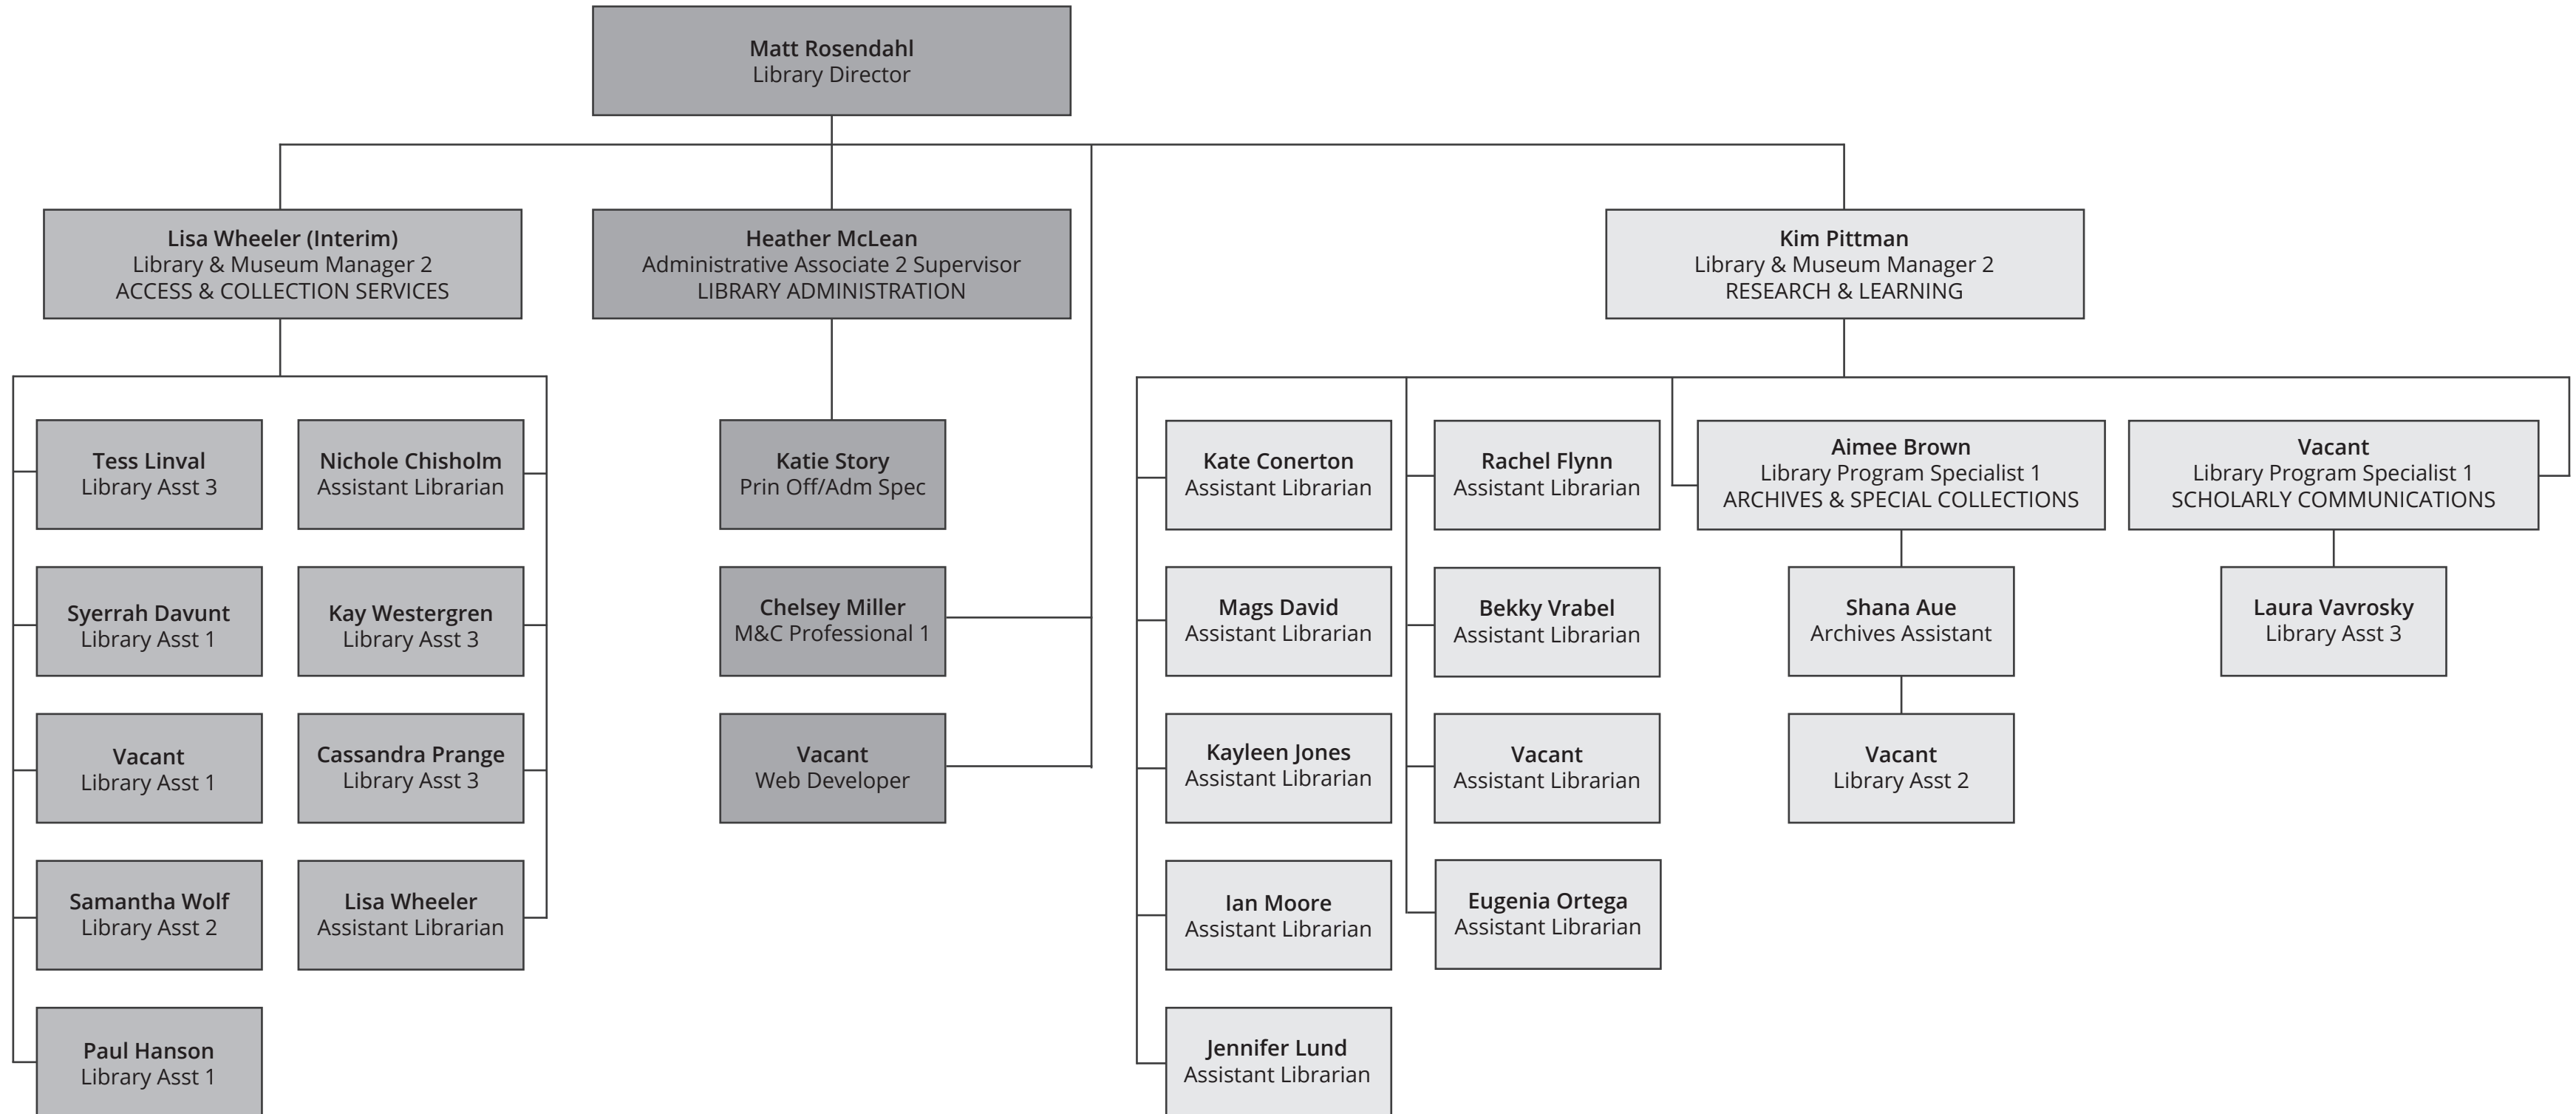 Matt Rosendahl
Library Director
Lisa Wheeler (Interim)
Library & Museum Manager 2
ACCESS & COLLECTION SERVICES
Heather McLean
Administrative Associate 2 Supervisor
LIBRARY ADMINISTRATION
Kim Pittman
Library & Museum Manager 2
RESEARCH & LEARNING
Tess Linval
Library Asst 3
Syerrah Davunt
Library Asst 1
Vacant
Library Asst 1
Samantha Wolf
Library Asst 2
Paul Hanson
Library Asst 1
Nichole Chisholm
Assistant Librarian
Kay Westergren
Library Asst 3
Cassandra Prange
Library Asst 3
Lisa Wheeler
Assistant Librarian
Katie Story
Prin Off/Adm Spec
Chelsey Miller
M&C Professional 1
Vacant
Web Developer
Kate Conerton
Assistant Librarian
Mags David
Assistant Librarian
Kayleen Jones
Assistant Librarian
Ian Moore
Assistant Librarian
Jennifer Lund
Assistant Librarian
Rachel Flynn
Assistant Librarian
Bekky Vrabel
Assistant Librarian
Vacant
Assistant Librarian
Eugenia Ortega
Assistant Librarian
Aimee Brown
Library Program Specialist 1
ARCHIVES & SPECIAL COLLECTIONS
Shana Aue
Archives Assistant
Vacant
Library Asst 2
Vacant
Library Program Specialist 1
SCHOLARLY COMMUNICATIONS
Laura Vavrosky
Library Asst 3